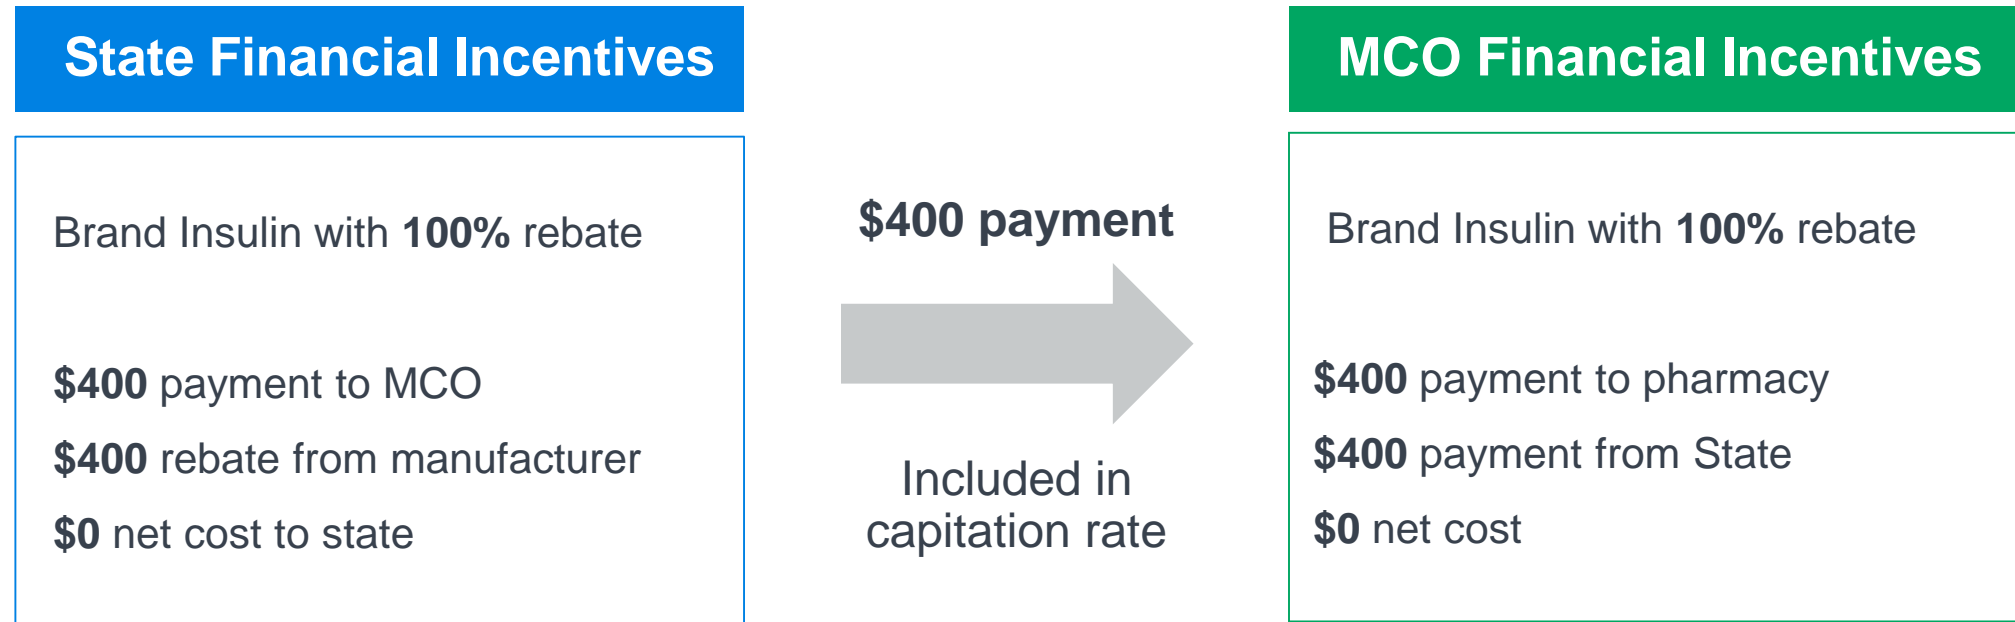 State Financial Incentives
Brand Insulin with 100% rebate
$400 payment to MCO
$400 rebate from manufacturer
$0 net cost to state
$400 payment
Included in
capitation rate
MCO Financial Incentives
Brand Insulin with 100% rebate
$400 payment to pharmacy
$400 payment from State
$0 net cost